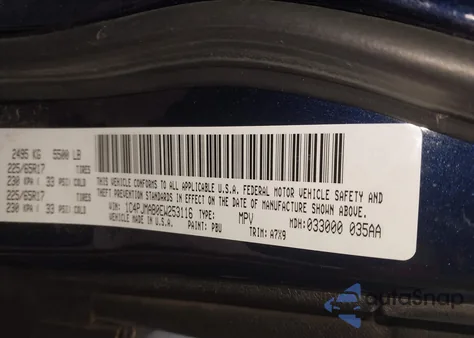 2495 KG 5500 LB
225/65R17 TIRES
230 KPA / 33 PSI COLD
225/65R17 TIRES
230 KPA / 33 PSI COLD
THIS VEHICLE CONFORMS TO ALL APPLICABLE U.S.A. FEDERAL MOTOR VEHICLE SAFETY AND
THEFT PREVENTION STANDARDS IN EFFECT ON THE DATE OF MANUFACTURE SHOWN ABOVE.
VIN: 1C4PJMAB0EW253116 TYPE: MPV MDH: 033000 035AA
MADE IN U.S.A. PAINT: PBU TRIM: A7X9
autoSnap